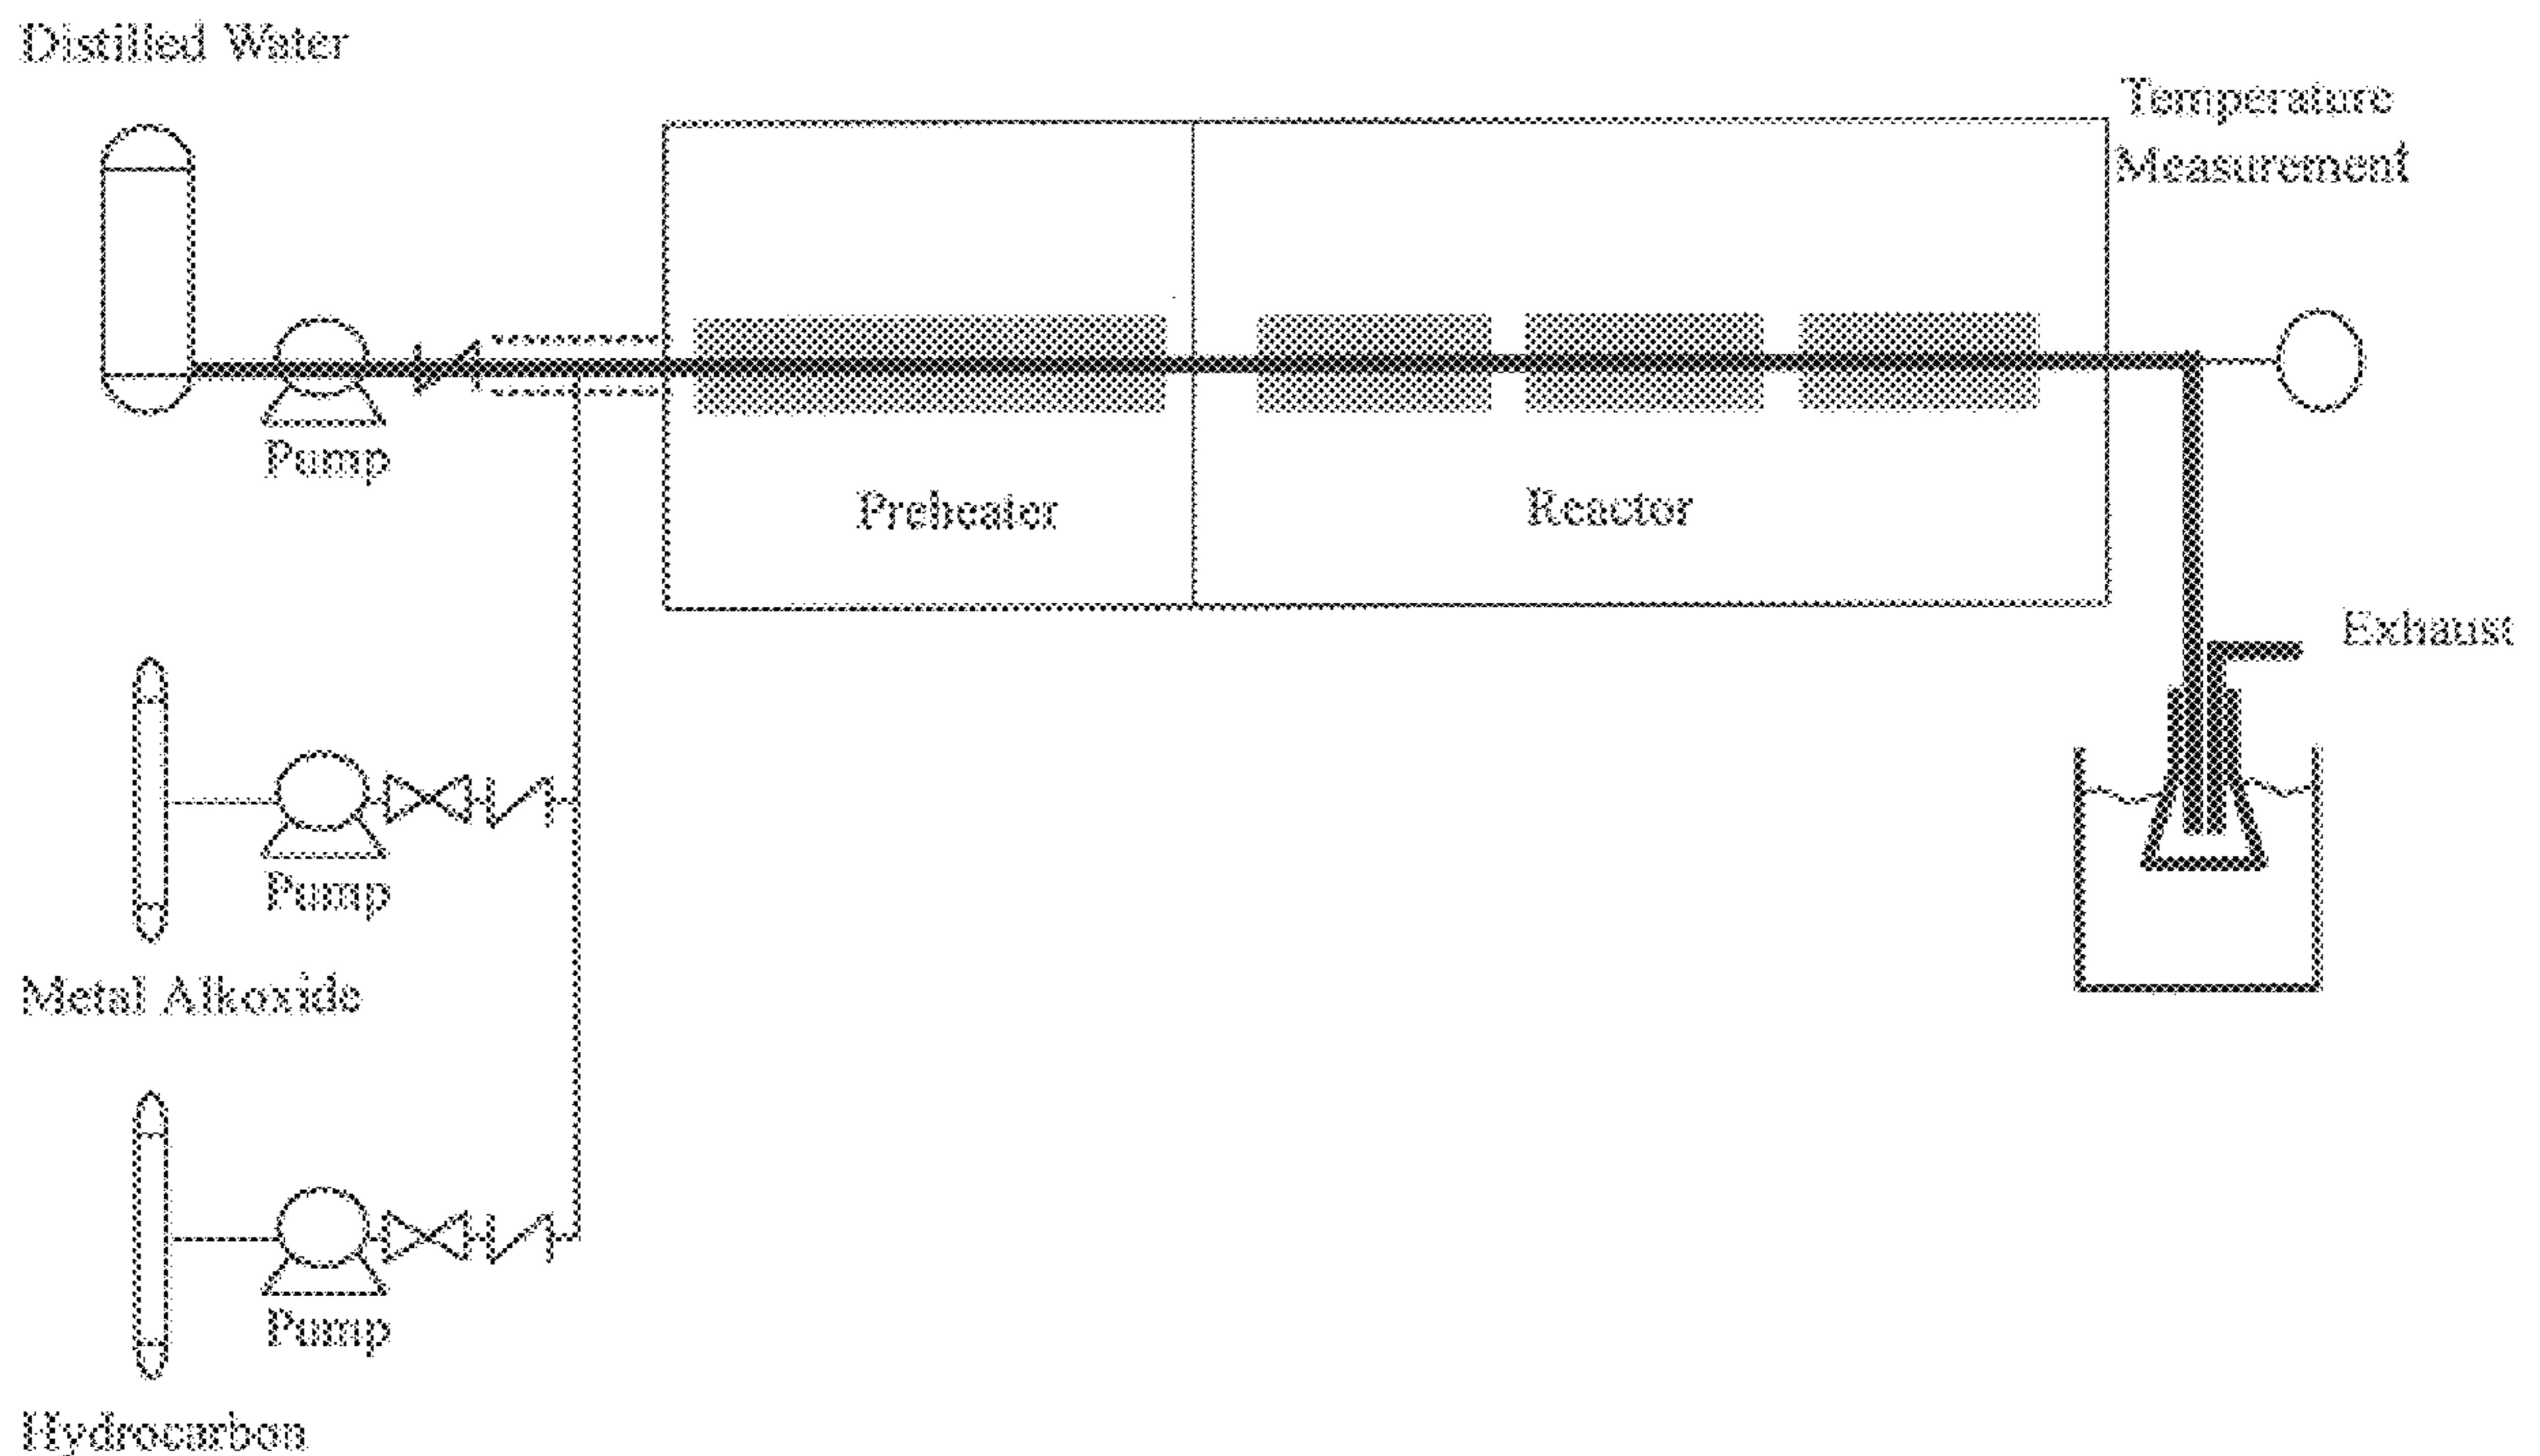 Distilled Water
Temperature
Measurement
Pump
Preheater
Reactor
Exhaust
Pump
Metal Alkoxide
Pump
Hydrocarbon